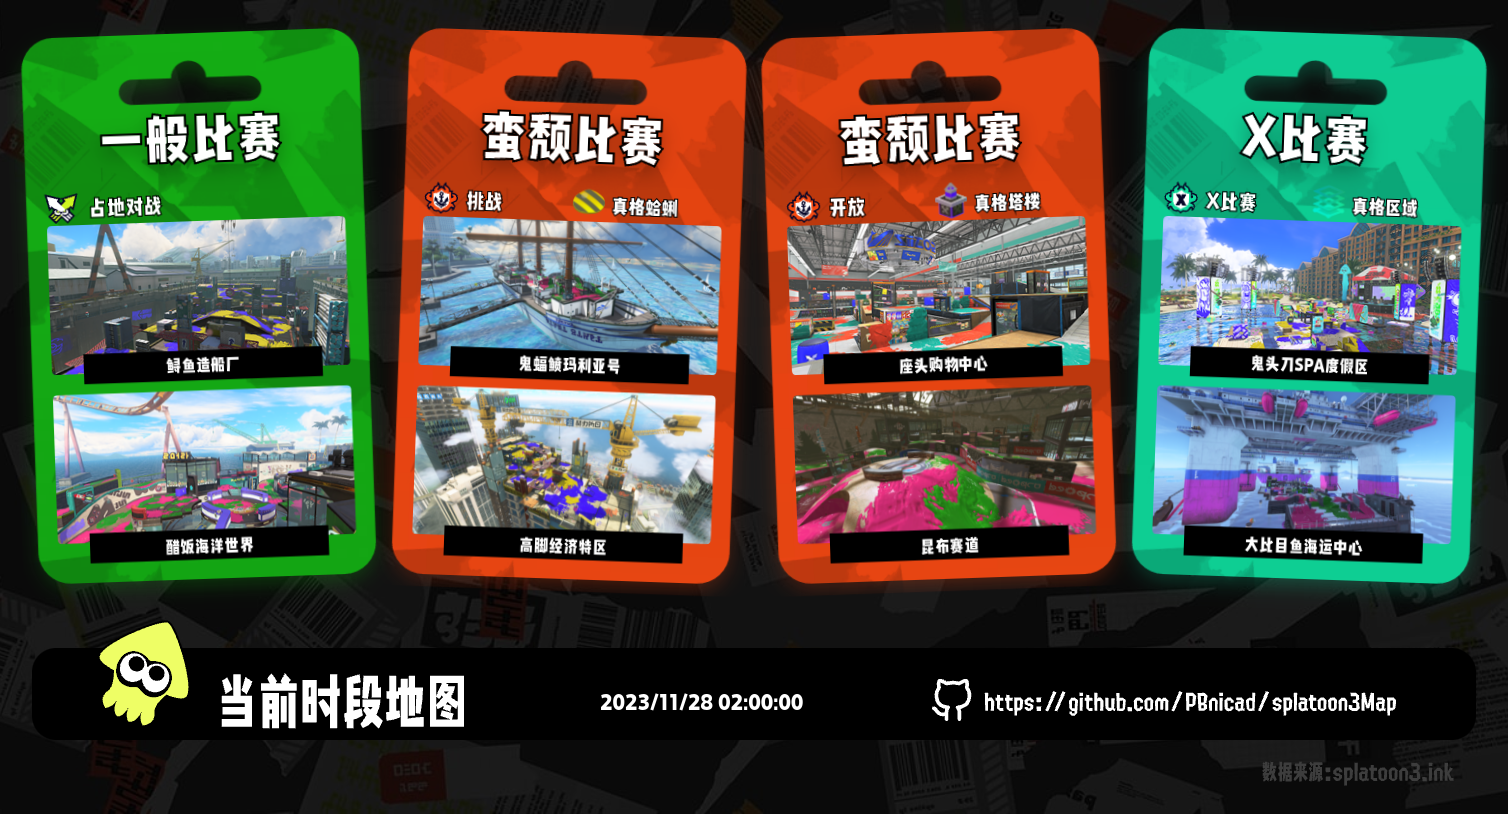 一般比赛
占地对战
鲟鱼造船厂
醋饭海洋世界
蛮颓比赛
挑战
真格蛤蜊
鬼蝠鲼玛利亚号
高脚经济特区
蛮颓比赛
开放
真格塔楼
座头购物中心
昆布赛道
X比赛
X比赛
真格区域
鬼头刀SPA度假区
大比目鱼海运中心
当前时段地图
2023/11/28 02:00:00
https://github.com/PBnicad/splatoon3Map
数据来源:splatoon3.ink